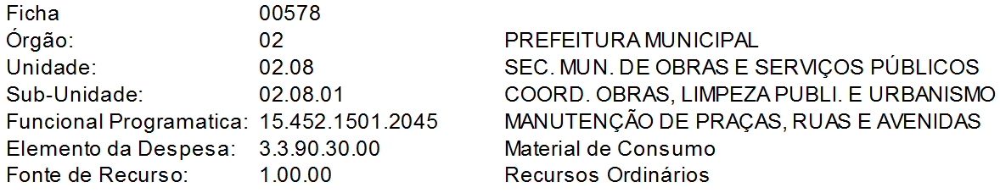 Ficha 00578
Órgão: 02 PREFEITURA MUNICIPAL
Unidade: 02.08 SEC. MUN. DE OBRAS E SERVIÇOS PÚBLICOS
Sub-Unidade: 02.08.01 COORD. OBRAS, LIMPEZA PUBLI. E URBANISMO
Funcional Programatica: 15.452.1501.2045 MANUTENÇÃO DE PRAÇAS, RUAS E AVENIDAS
Elemento da Despesa: 3.3.90.30.00 Material de Consumo
Fonte de Recurso: 1.00.00 Recursos Ordinários